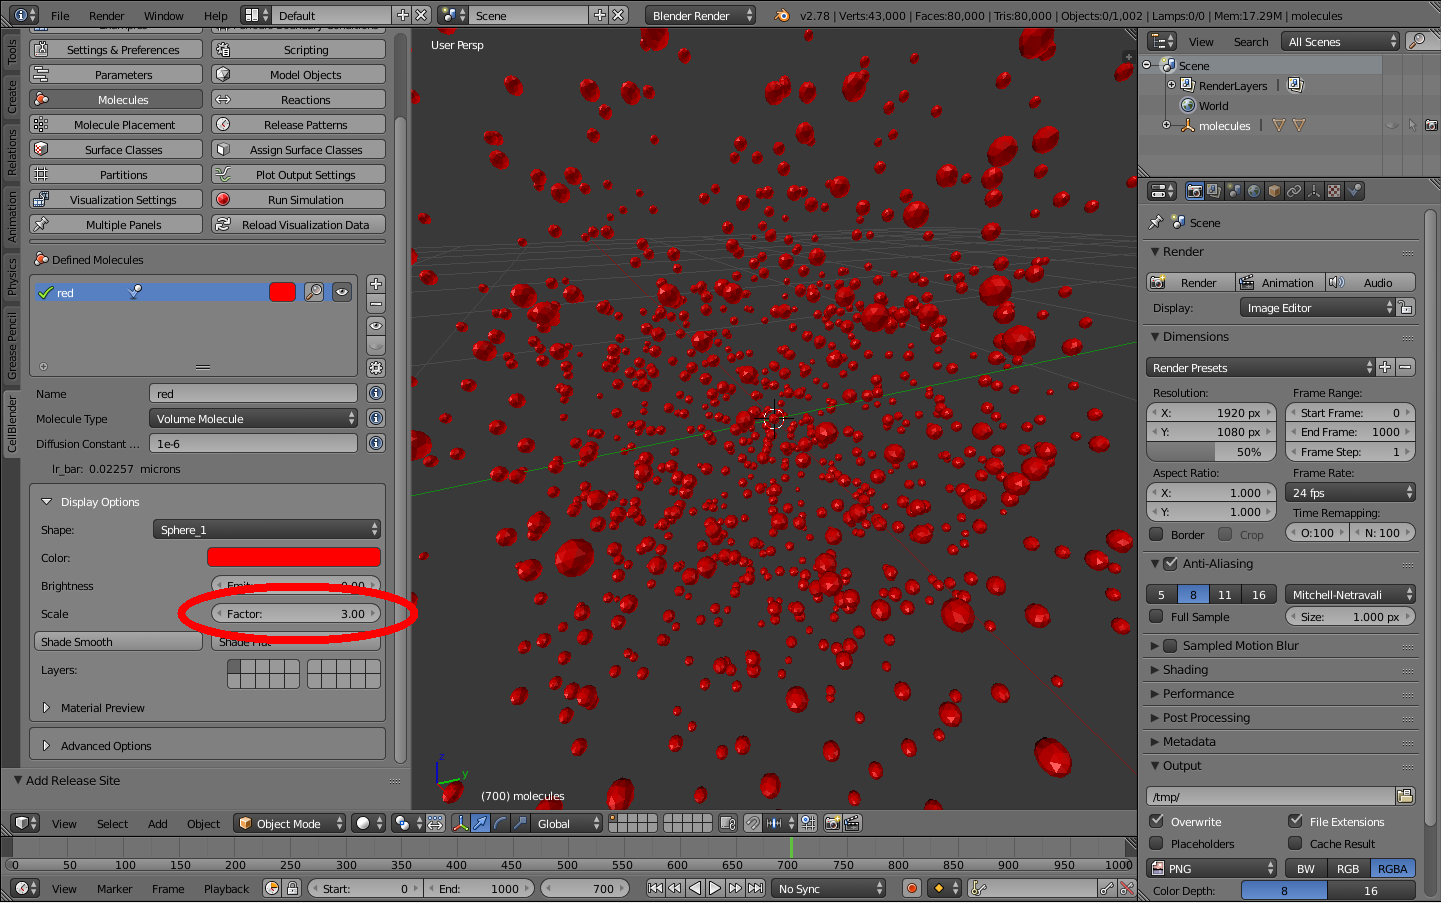 File Render Window Help Default Scene Blender Render v2.78 | Verts:43,000 | Faces:80,000 | Tris:80,000 | Objects:0/1,002 | Lamps:0/0 | Mem:17.29M | molecules
Settings & Preferences Scripting
Parameters Model Objects
Molecules Reactions
Molecule Placement Release Patterns
Surface Classes Assign Surface Classes
Partitions Plot Output Settings
Visualization Settings Run Simulation
Multiple Panels Reload Visualization Data
Defined Molecules
red
Name red
Molecule Type Volume Molecule
Diffusion Constant ... 1e-6
lr_bar: 0.02257 microns
Display Options
Shape: Sphere_1
Color:
Brightness 0.00
Scale Factor: 3.00
Shade Smooth
Layers:
Material Preview
Advanced Options
Add Release Site
Tools
Create
Relations
Animation
Physics
Grease Pencil
CellBlender
User Persp
z
y
(700) molecules
View Select Add Object Object Mode Global
0 50 100 150 200 250 300 350 400 450 500 550 600 650 700 750 800 850 900 950 1000
View Marker Frame Playback Start: 0 End: 1000 700 No Sync
View Search All Scenes
Scene
RenderLayers |
World
molecules |
Scene
Render
Render Animation Audio
Display: Image Editor
Dimensions
Render Presets
Resolution: Frame Range:
X: 1920 px Start Frame: 0
Y: 1080 px End Frame: 1000
50% Frame Step: 1
Aspect Ratio: Frame Rate:
X: 1.000 24 fps
Y: 1.000 Time Remapping:
Border Crop O:100 N: 100
Anti-Aliasing
5 8 11 16 Mitchell-Netravali
Full Sample Size: 1.000 px
Sampled Motion Blur
Shading
Performance
Post Processing
Metadata
Output
/tmp/
Overwrite File Extensions
Placeholders Cache Result
PNG BW RGB RGBA
Color Depth: 8 16